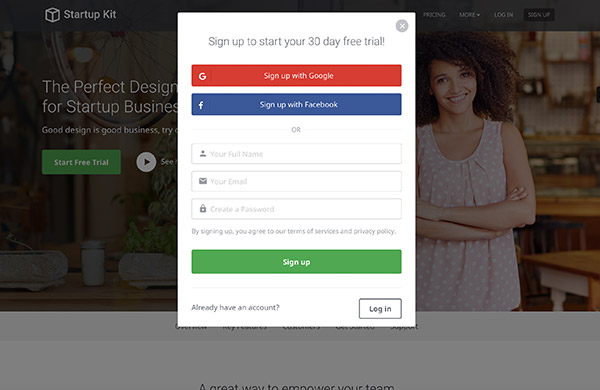 Startup Kit
PRICING
MORE
LOG IN
SIGN UP
The Perfect Design
for Startup Busines
Good design is good business, try
Start Free Trial
See
Sign up to start your 30 day free trial!
G
Sign up with Google
f
Sign up with Facebook
OR
Your Full Name
Your Email
Create a Password
By signing up, you agree to our terms of services and privacy policy.
Sign up
Already have an account?
Log in
Overview Key Features Customers Get Started Support
A great way to empower your team